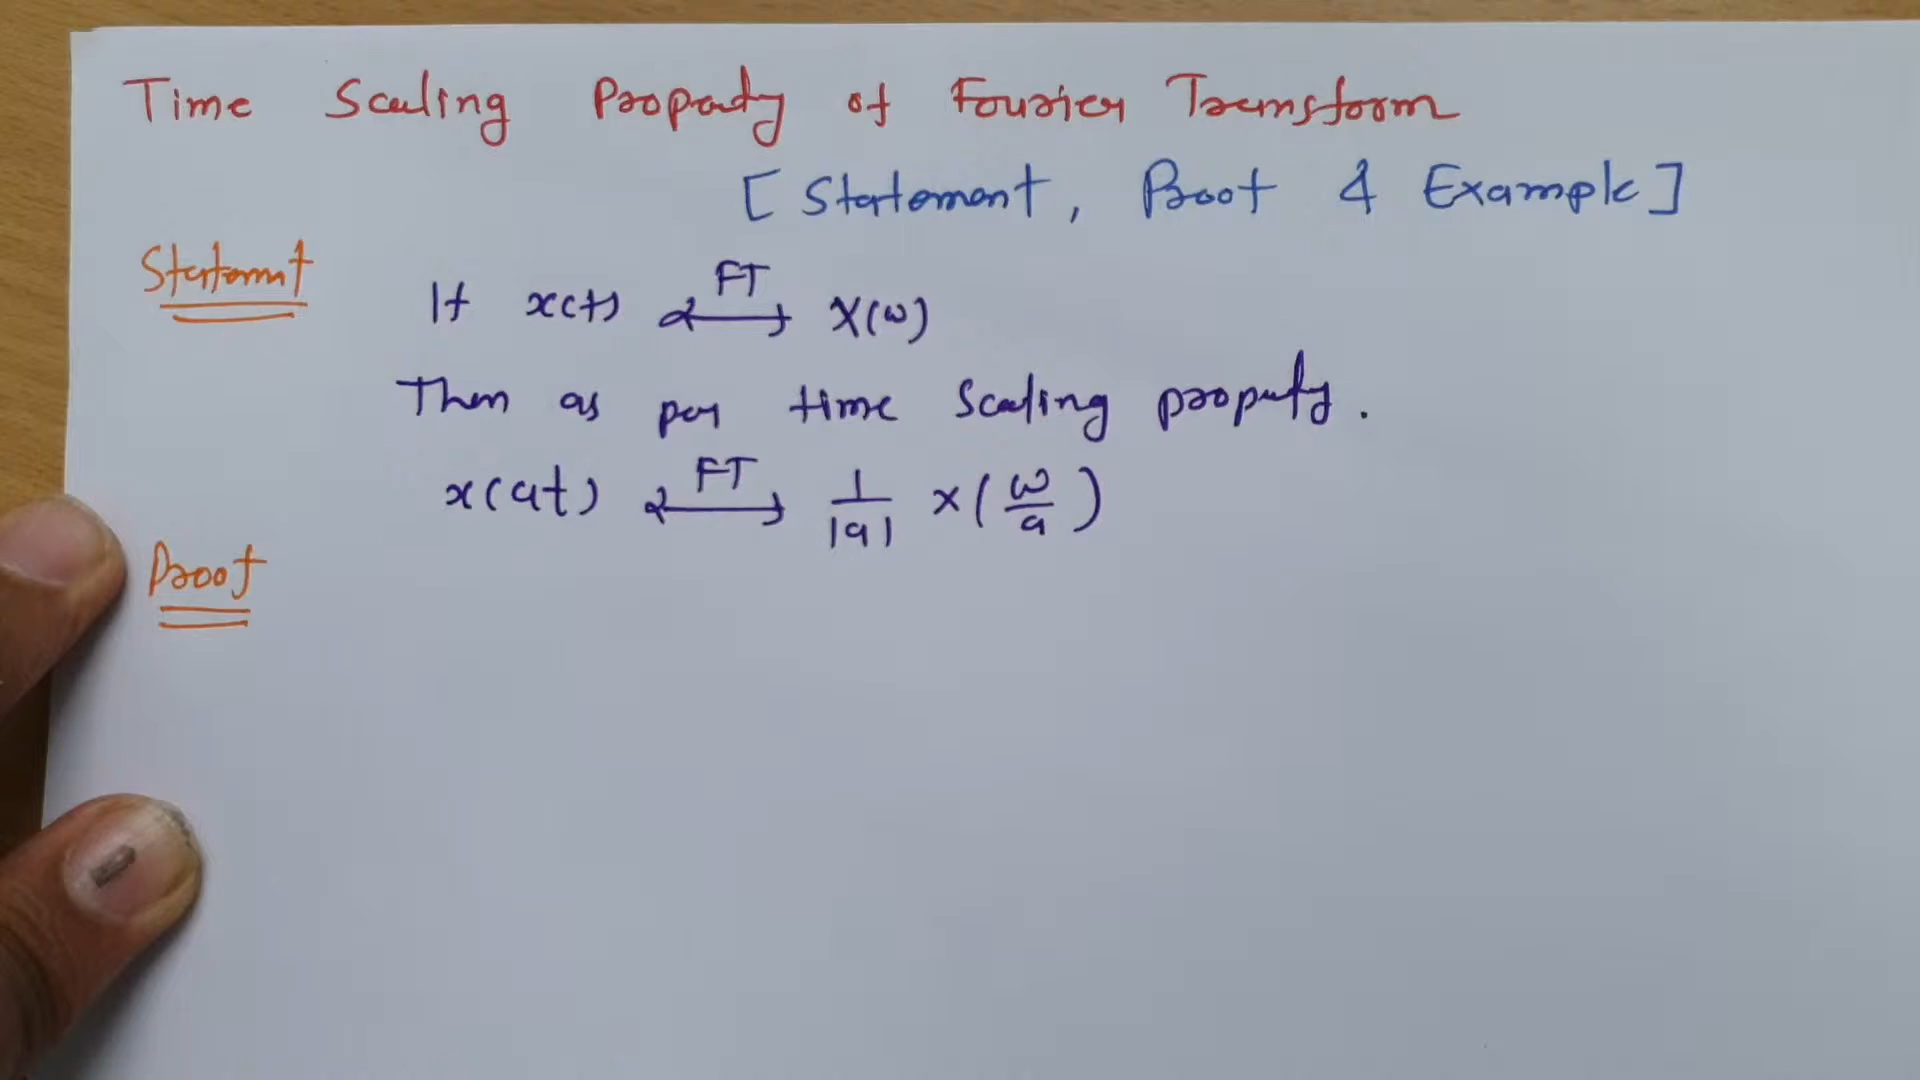 Time Scaling Property of Fourier Transform
[Statement, Proof & Example]
Statement
If x(t) ⟷ X(ω)
FT
Then as per time scaling property.
x(at) ⟷ 1/|a| X(ω/a)
FT
Proof